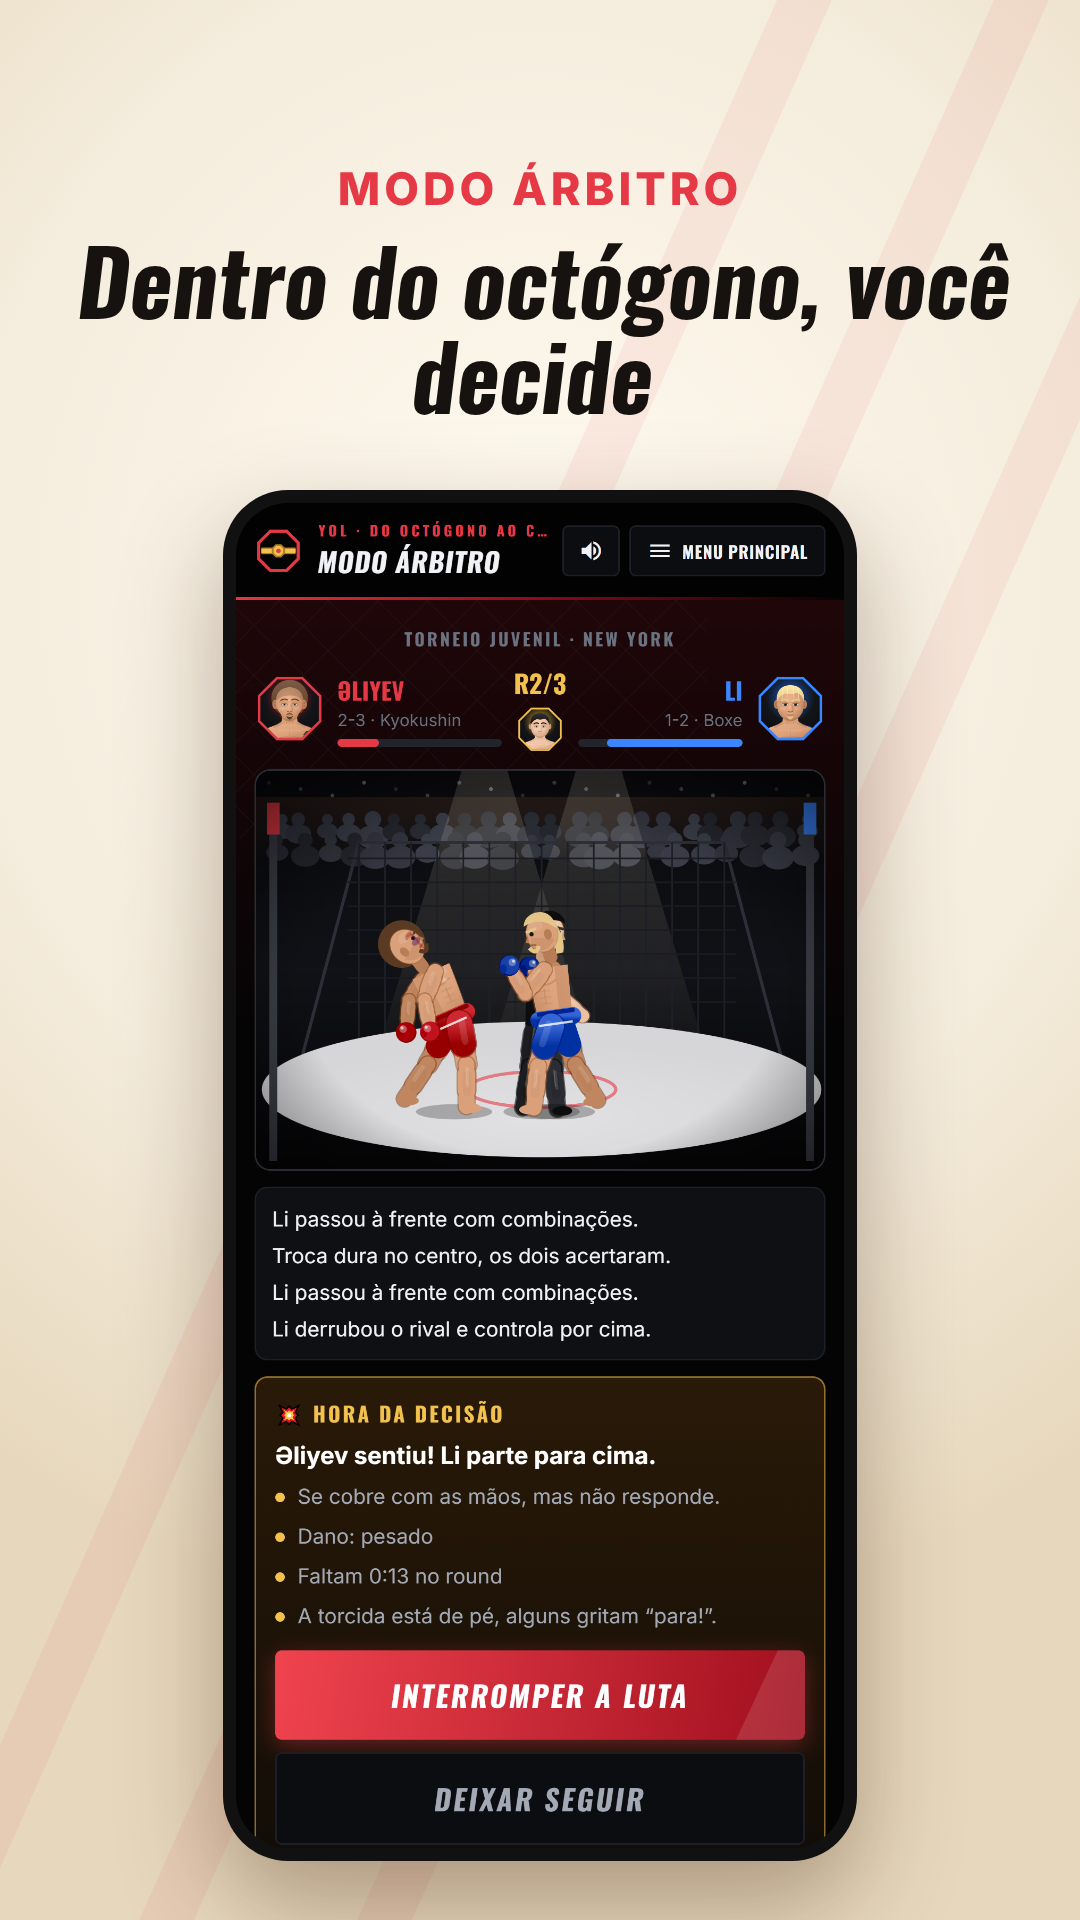 MODO ÁRBITRO
Dentro do octógono, você
decide
YOL · DO OCTÓGONO AO C...
MODO ÁRBITRO
MENU PRINCIPAL
TORNEIO JUVENIL · NEW YORK
ƏLIYEV
2-3 · Kyokushin
R2/3
LI
1-2 · Boxe
Li passou à frente com combinações.
Troca dura no centro, os dois acertaram.
Li passou à frente com combinações.
Li derrubou o rival e controla por cima.
HORA DA DECISÃO
Əliyev sentiu! Li parte para cima.
Se cobre com as mãos, mas não responde.
Dano: pesado
Faltam 0:13 no round
A torcida está de pé, alguns gritam “para!”.
INTERROMPER A LUTA
DEIXAR SEGUIR